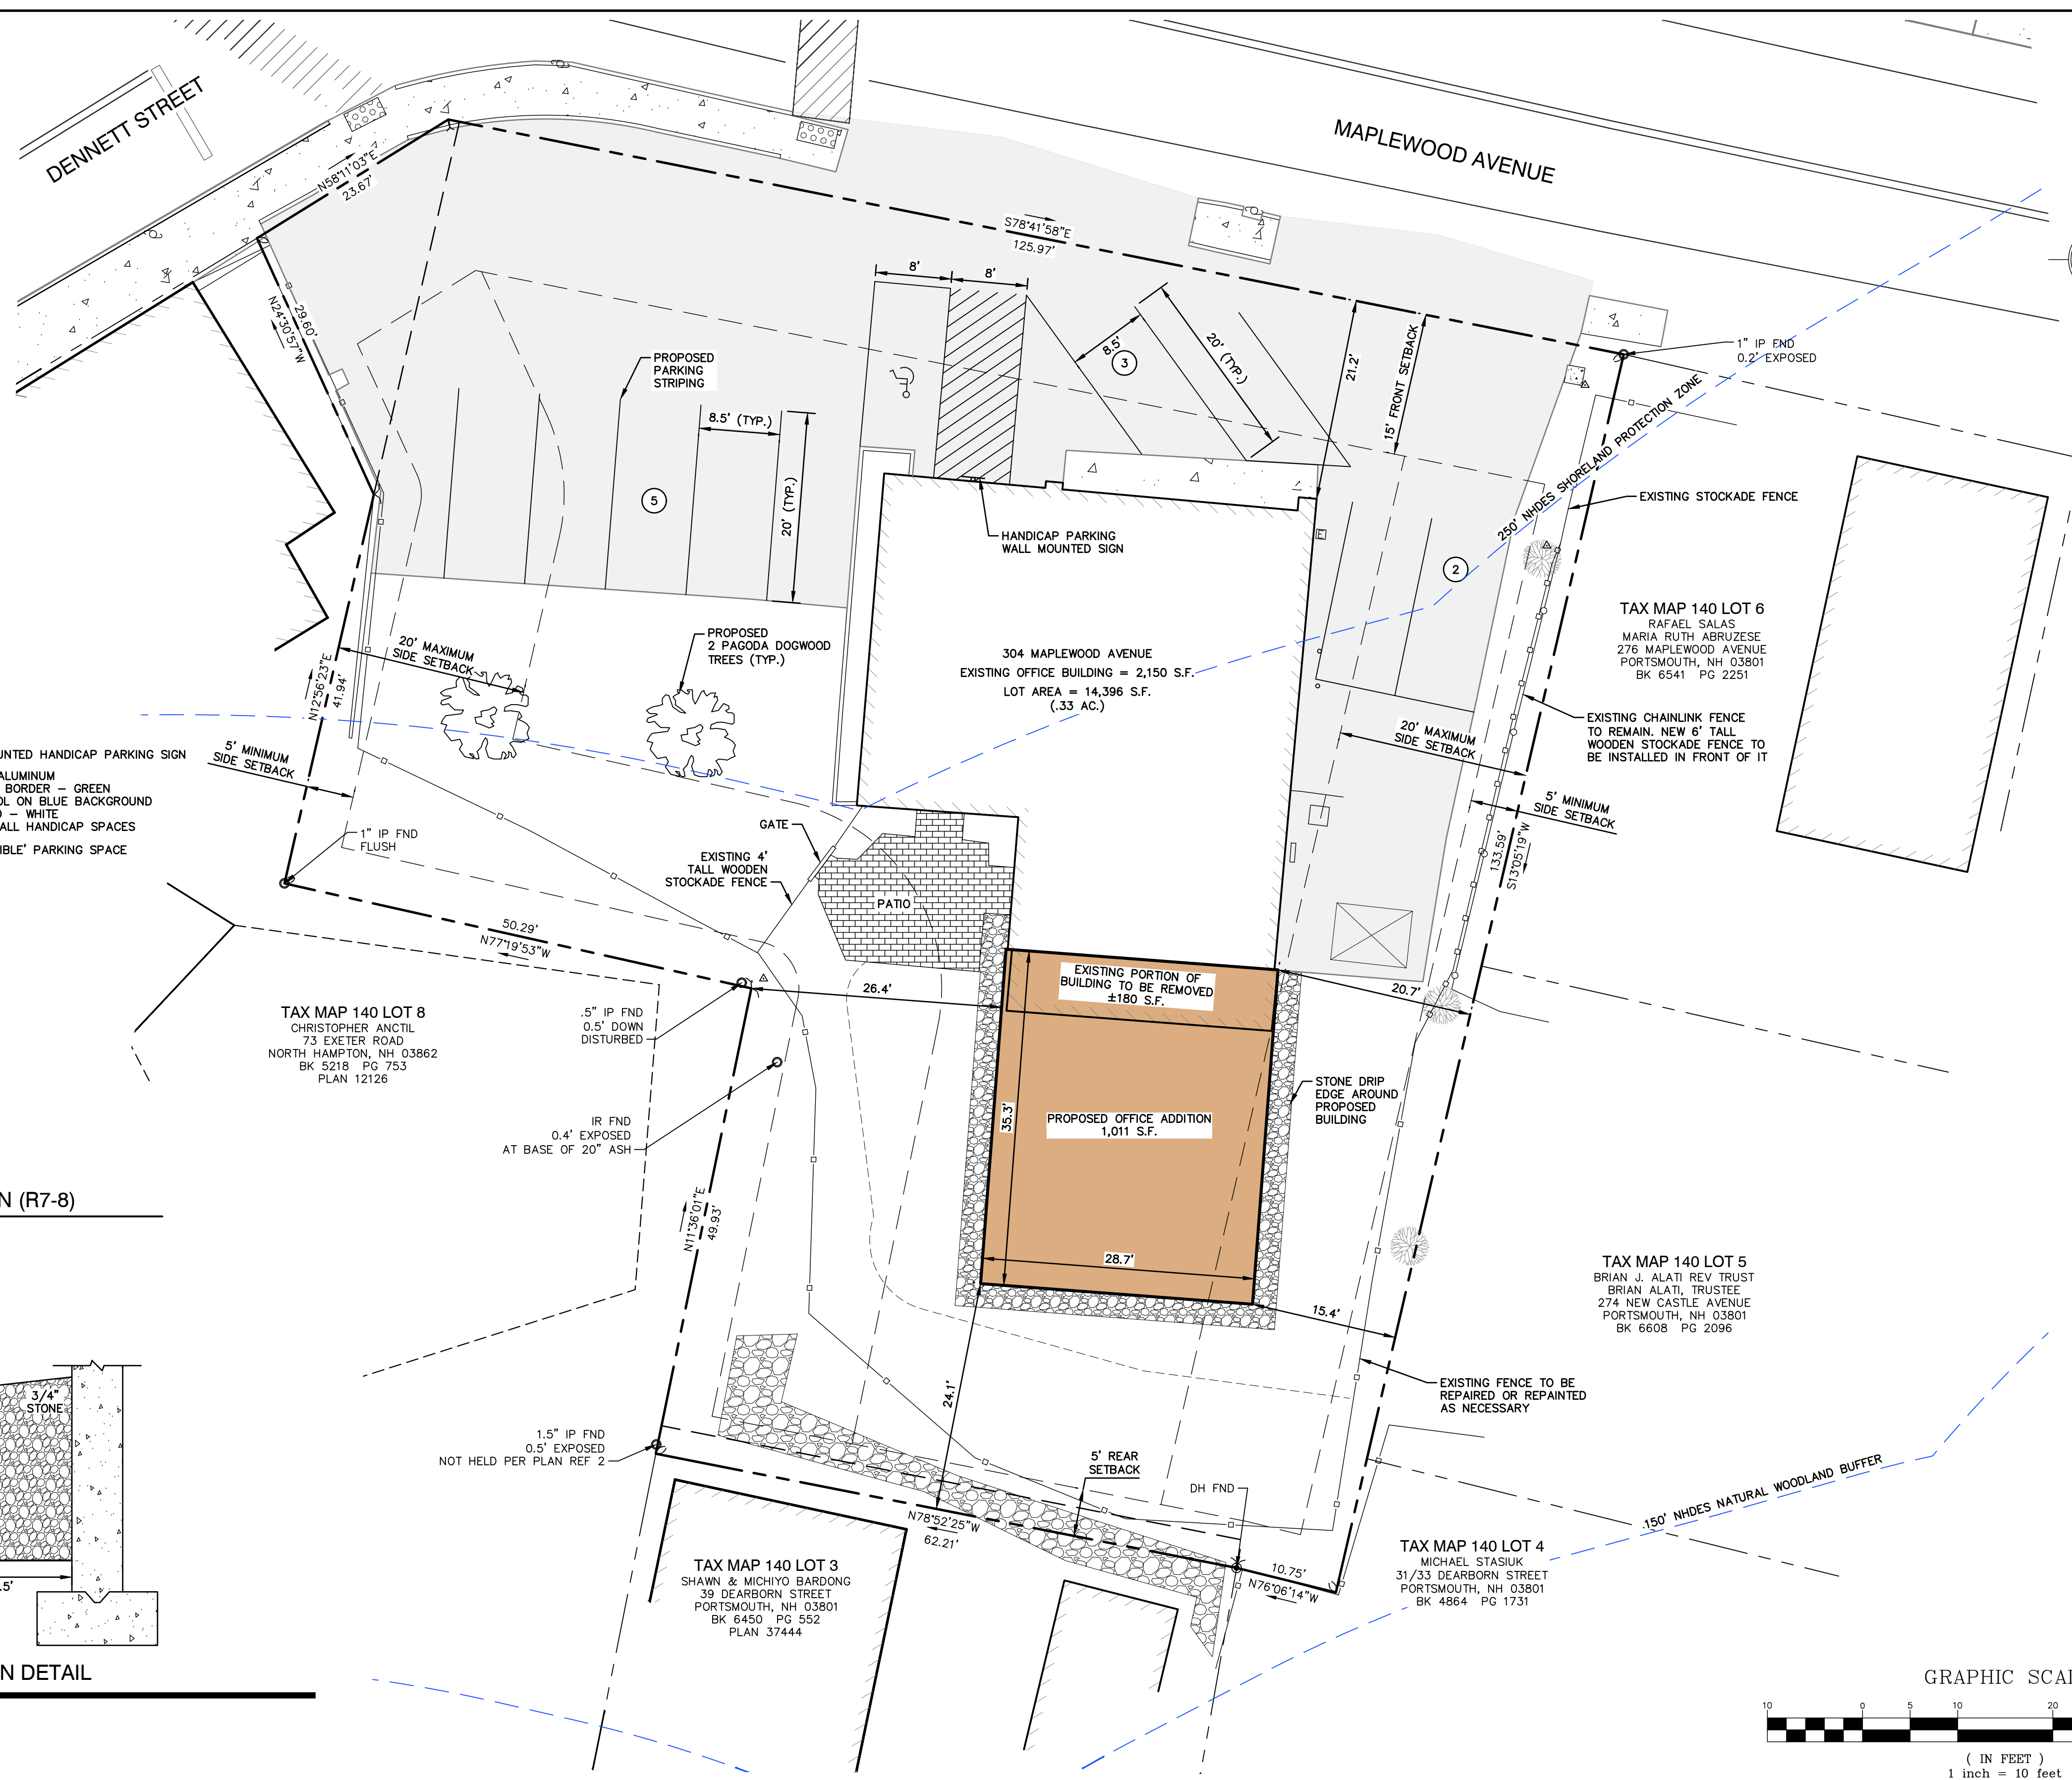 DENNETT STREET
MAPLEWOOD AVENUE
N58°11'03"E
23.67'
S78°41'58"E
125.97'
8'
8'
8.5'
3
20' (TYP.)
21.2'
15' FRONT SETBACK
1" IP FND
0.2' EXPOSED
29.60'
N24°30'57"W
PROPOSED
PARKING
STRIPING
8.5' (TYP.)
20' (TYP.)
5
250' NHDES SHORELAND PROTECTION ZONE
EXISTING STOCKADE FENCE
HANDICAP PARKING
WALL MOUNTED SIGN
E
2
TAX MAP 140 LOT 6
RAFAEL SALAS
MARIA RUTH ABRUZESE
276 MAPLEWOOD AVENUE
PORTSMOUTH, NH 03801
BK 6541 PG 2251
20' MAXIMUM
SIDE SETBACK
PROPOSED
2 PAGODA DOGWOOD
TREES (TYP.)
304 MAPLEWOOD AVENUE
EXISTING OFFICE BUILDING = 2,150 S.F.
LOT AREA = 14,396 S.F.
(.33 AC.)
N12°56'23"E
41.94'
EXISTING CHAINLINK FENCE
TO REMAIN. NEW 6' TALL
WOODEN STOCKADE FENCE TO
BE INSTALLED IN FRONT OF IT
20' MAXIMUM
SIDE SETBACK
UNTED HANDICAP PARKING SIGN
ALUMINUM
BORDER – GREEN
OL ON BLUE BACKGROUND
D – WHITE
ALL HANDICAP SPACES
IBLE' PARKING SPACE
5' MINIMUM
SIDE SETBACK
5' MINIMUM
SIDE SETBACK
133.59'
S13°05'19"W
1" IP FND
FLUSH
GATE
EXISTING 4'
TALL WOODEN
STOCKADE FENCE
PATIO
50.29'
N77°19'53"W
EXISTING PORTION OF
BUILDING TO BE REMOVED
±180 S.F.
26.4'
20.7'
TAX MAP 140 LOT 8
CHRISTOPHER ANCTIL
73 EXETER ROAD
NORTH HAMPTON, NH 03862
BK 5218 PG 753
PLAN 12126
.5" IP FND
0.5' DOWN
DISTURBED
IR FND
0.4' EXPOSED
AT BASE OF 20" ASH
35.3'
PROPOSED OFFICE ADDITION
1,011 S.F.
STONE DRIP
EDGE AROUND
PROPOSED
BUILDING
N (R7-8)
N11°36'01"E
49.93'
28.7'
15.4'
TAX MAP 140 LOT 5
BRIAN J. ALATI REV TRUST
BRIAN ALATI, TRUSTEE
274 NEW CASTLE AVENUE
PORTSMOUTH, NH 03801
BK 6608 PG 2096
24.1'
EXISTING FENCE TO BE
REPAIRED OR REPAINTED
AS NECESSARY
3/4"
STONE
1.5" IP FND
0.5' EXPOSED
NOT HELD PER PLAN REF 2
5' REAR
SETBACK
DH FND
150' NHDES NATURAL WOODLAND BUFFER
N78°52'25"W
62.21'
10.75'
N76°06'14"W
TAX MAP 140 LOT 3
SHAWN & MICHIYO BARDONG
39 DEARBORN STREET
PORTSMOUTH, NH 03801
BK 6450 PG 552
PLAN 37444
TAX MAP 140 LOT 4
MICHAEL STASIUK
31/33 DEARBORN STREET
PORTSMOUTH, NH 03801
BK 4864 PG 1731
.5'
N DETAIL
GRAPHIC SCA
10 0 5 10 20
( IN FEET )
1 inch = 10 feet